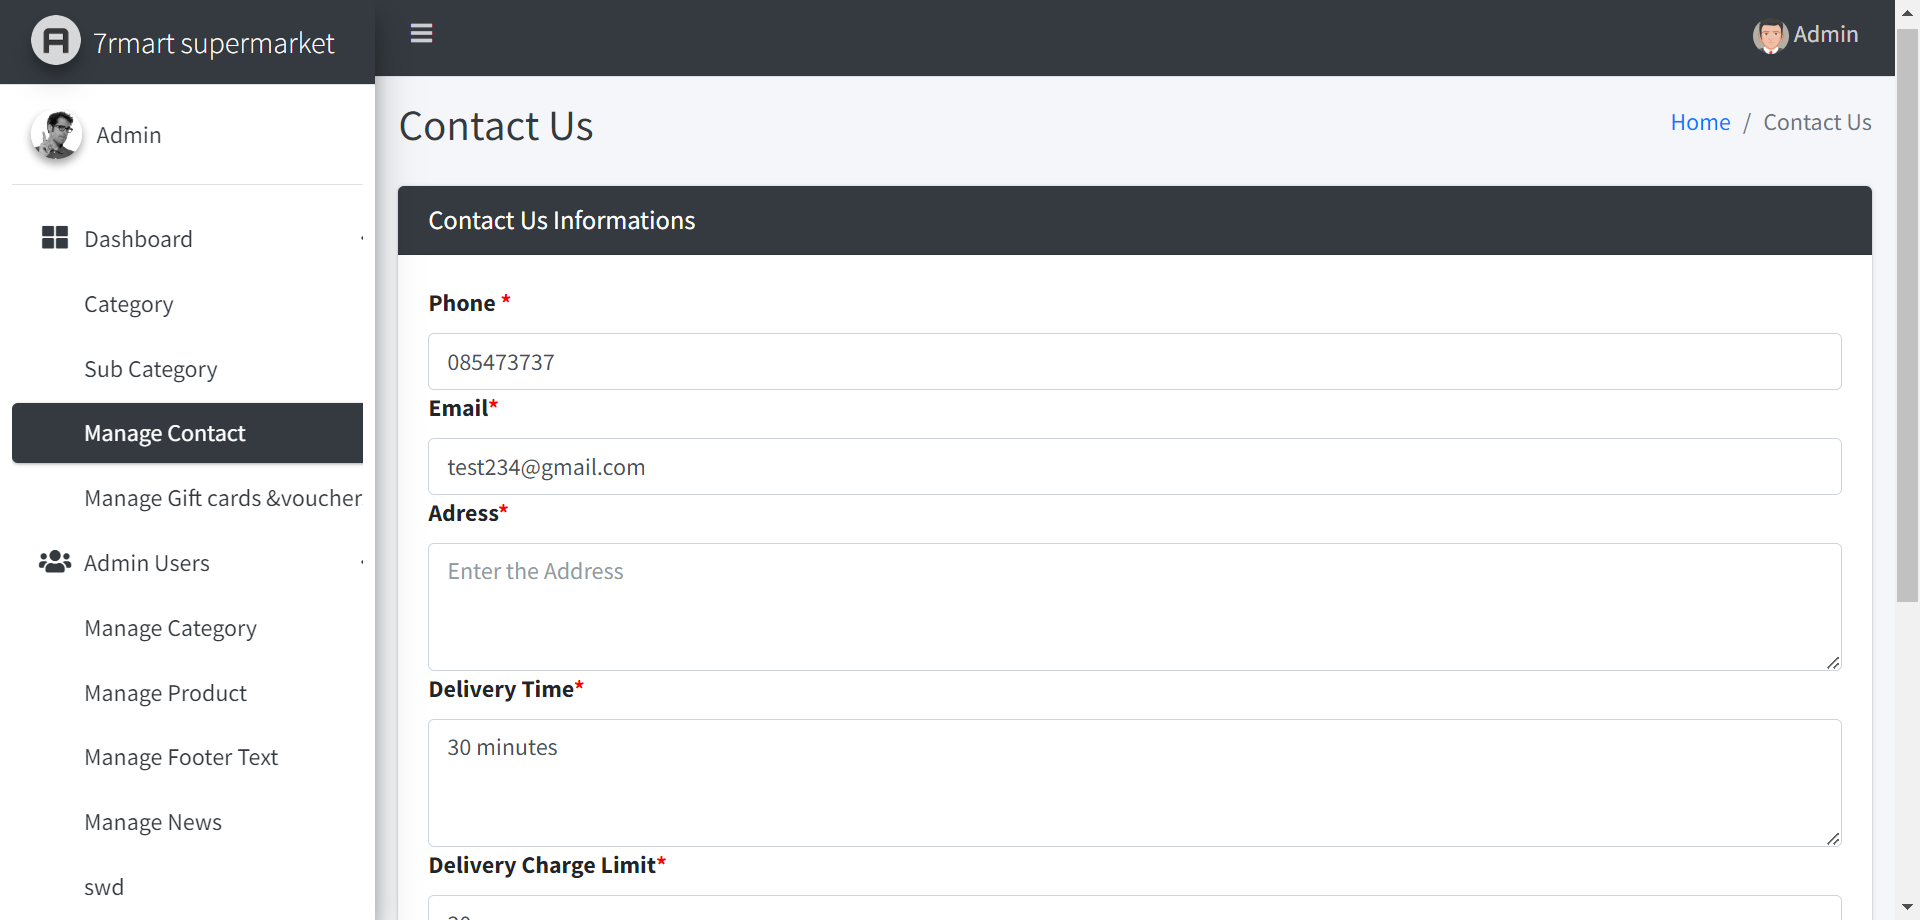 7rmart supermarket
Admin
Admin
Contact Us
Home / Contact Us
Dashboard
Category
Sub Category
Manage Contact
Manage Gift cards &voucher
Admin Users
Manage Category
Manage Product
Manage Footer Text
Manage News
swd
Contact Us Informations
Phone *
085473737
Email*
test234@gmail.com
Adress*
Enter the Address
Delivery Time*
30 minutes
Delivery Charge Limit*